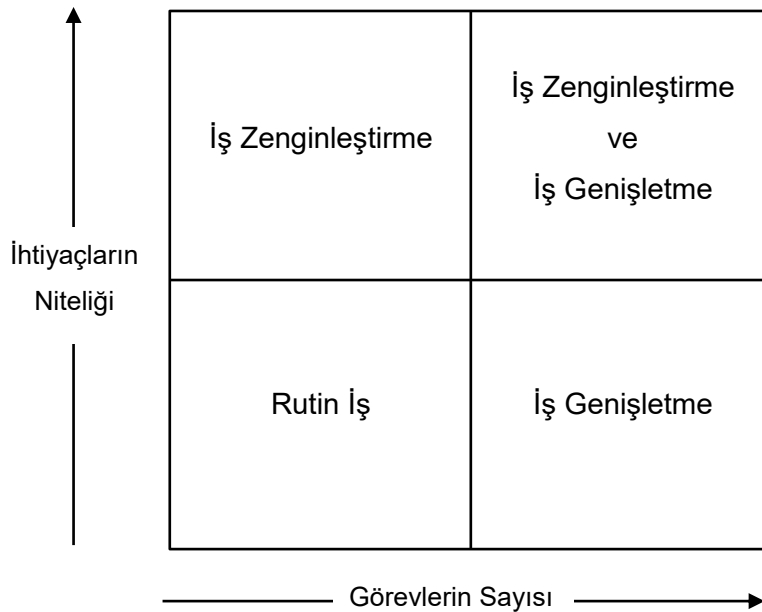 İş Zenginleştirme
İş Zenginleştirme
ve
İş Genişletme
İhtiyaçların
Niteliği
Rutin İş
İş Genişletme
Görevlerin Sayısı